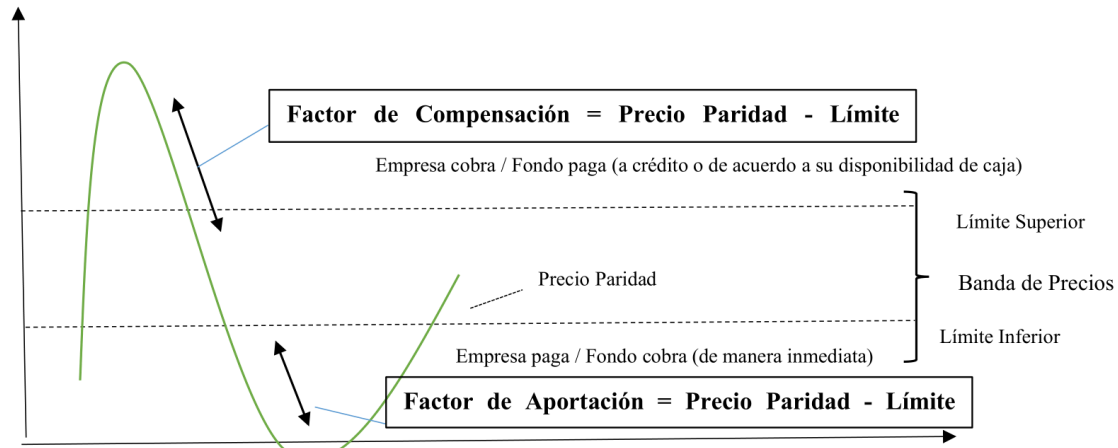 Factor de Compensación = Precio Paridad - Límite
Empresa cobra / Fondo paga (a crédito o de acuerdo a su disponibilidad de caja)
Límite Superior
Precio Paridad
Banda de Precios
Límite Inferior
Empresa paga / Fondo cobra (de manera inmediata)
Factor de Aportación = Precio Paridad - Límite